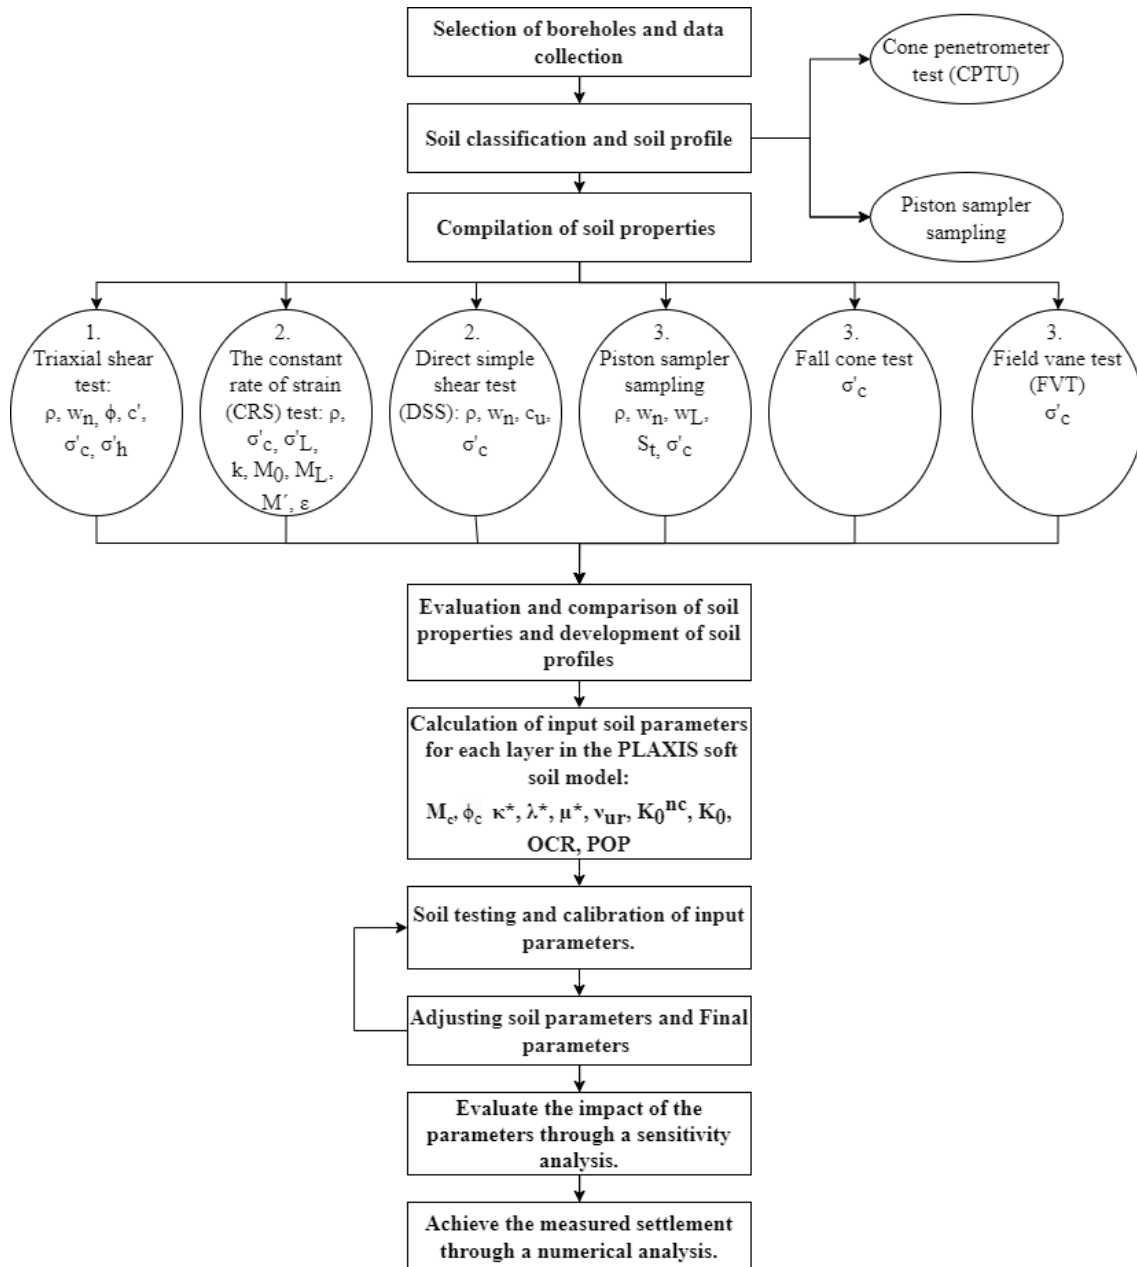 Selection of boreholes and data
collection
Cone penetrometer
test (CPTU)
Soil classification and soil profile
Piston sampler
sampling
Compilation of soil properties
1.
Triaxial shear
test:
ρ, wn, ϕ, c',
σ'c, σ'h
2.
The constant
rate of strain
(CRS) test: ρ,
σ'c, σ'L,
k, M0, ML,
M´, ε
2.
Direct simple
shear test
(DSS): ρ, wn, cu,
σ'c
3.
Piston sampler
sampling
ρ, wn, wL,
St, σ'c
3.
Fall cone test
σ'c
3.
Field vane test
(FVT)
σ'c
Evaluation and comparison of soil
properties and development of soil
profiles
Calculation of input soil parameters
for each layer in the PLAXIS soft
soil model:
Mc, ϕc κ*, λ*, μ*, νur, K0nc, K0,
OCR, POP
Soil testing and calibration of input
parameters.
Adjusting soil parameters and Final
parameters
Evaluate the impact of the
parameters through a sensitivity
analysis.
Achieve the measured settlement
through a numerical analysis.